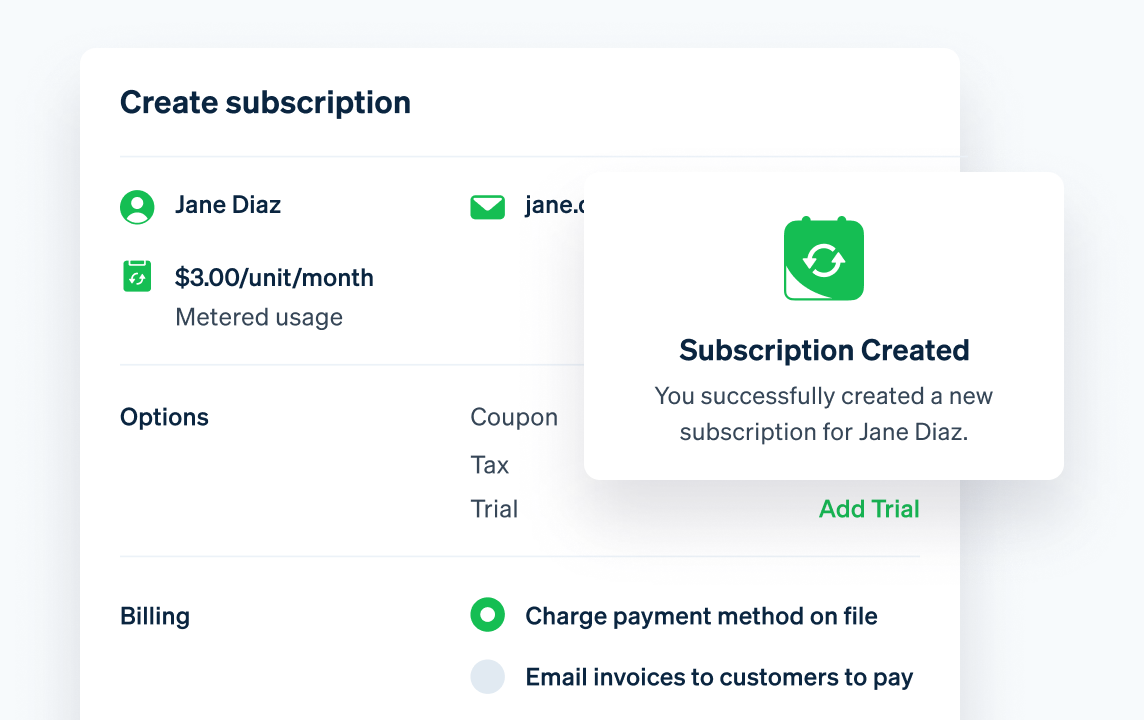 Create subscription
Jane Diaz
$3.00/unit/month
Metered usage
Subscription Created
You successfully created a new
subscription for Jane Diaz.
Options
Coupon
Tax
Trial
Add Trial
Billing
Charge payment method on file
Email invoices to customers to pay